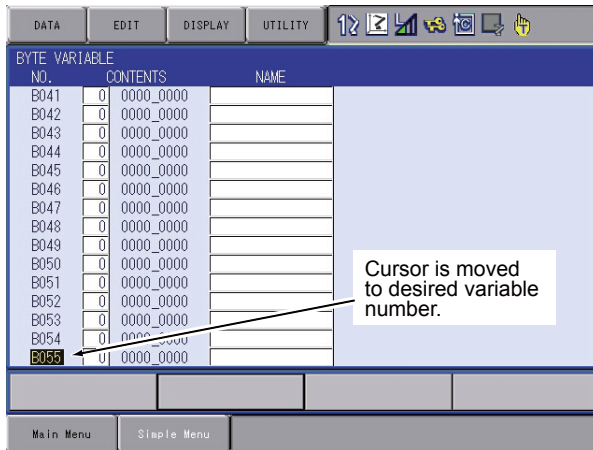 DATA EDIT DISPLAY UTILITY
BYTE VARIABLE
NO. CONTENTS NAME
B041 0 0000_0000
B042 0 0000_0000
B043 0 0000_0000
B044 0 0000_0000
B045 0 0000_0000
B046 0 0000_0000
B047 0 0000_0000
B048 0 0000_0000
B049 0 0000_0000
B050 0 0000_0000
B051 0 0000_0000
B052 0 0000_0000
B053 0 0000_0000
B054 0 0000_0000
B055 0 0000_0000
Cursor is moved
to desired variable
number.
Main Menu Simple Menu